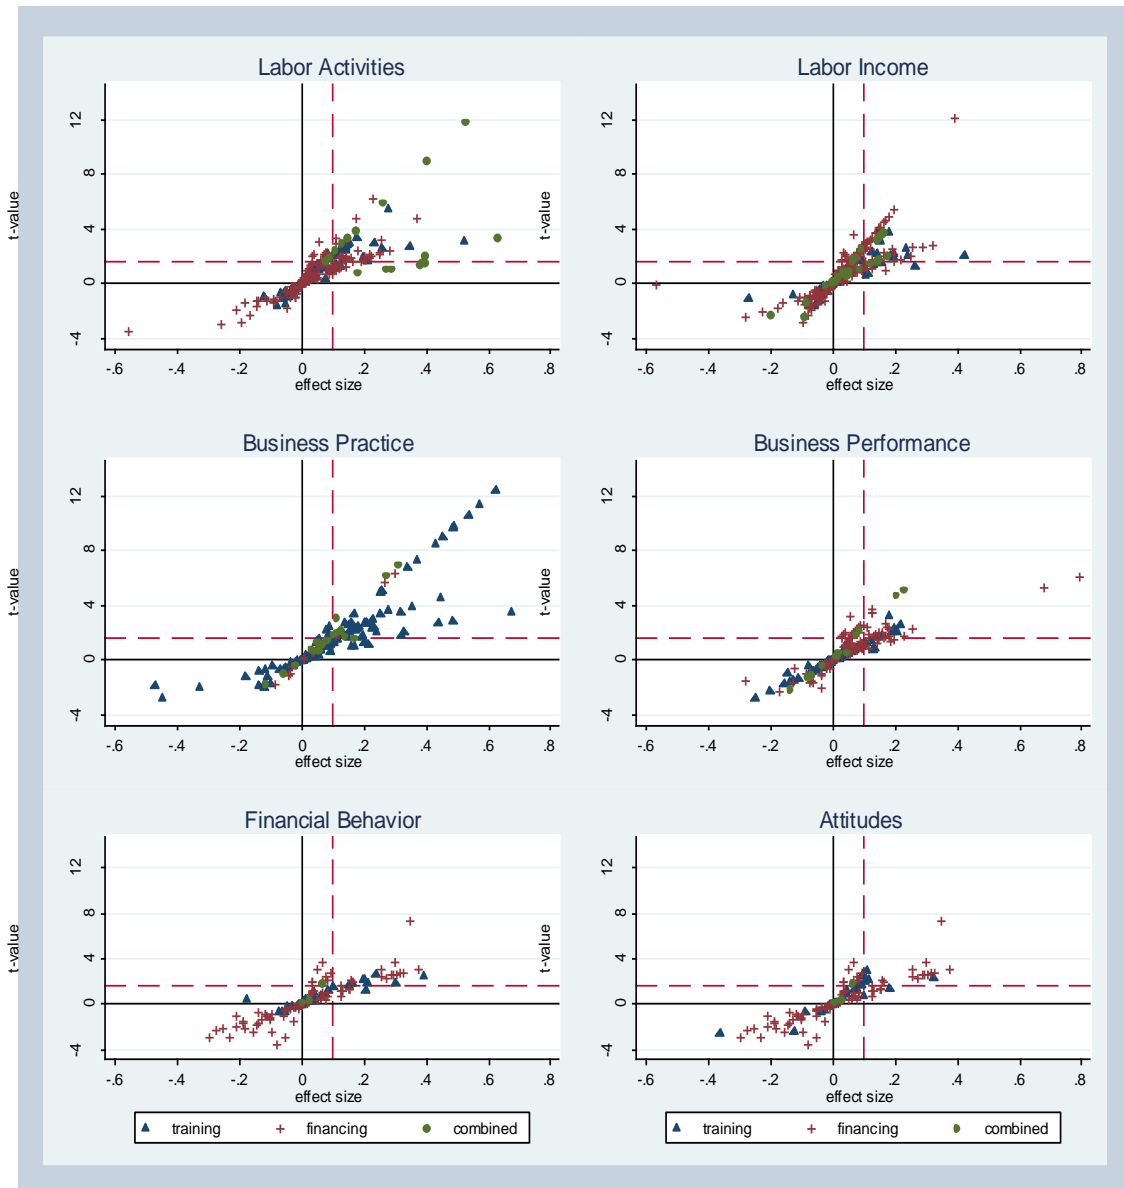 Labor Activities
Labor Income
12
8
4
0
-4
t-value
-.6 -.4 -.2 0 .2 .4 .6 .8
effect size
12
8
4
0
-4
t-value
-.6 -.4 -.2 0 .2 .4 .6 .8
effect size
Business Practice
Business Performance
12
8
4
0
-4
t-value
-.6 -.4 -.2 0 .2 .4 .6 .8
effect size
12
8
4
0
-4
t-value
-.6 -.4 -.2 0 .2 .4 .6 .8
effect size
Financial Behavior
Attitudes
12
8
4
0
-4
t-value
-.6 -.4 -.2 0 .2 .4 .6 .8
effect size
12
8
4
0
-4
t-value
-.6 -.4 -.2 0 .2 .4 .6 .8
effect size
training financing combined
training financing combined